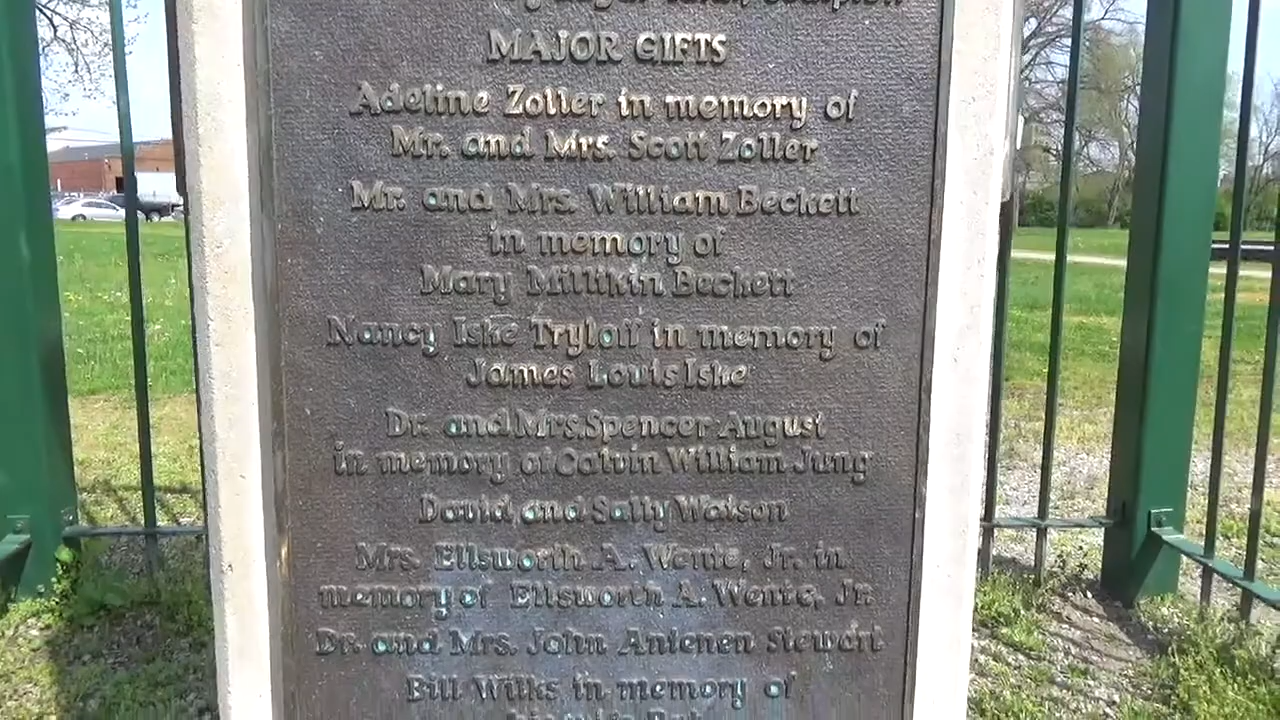 MAJOR GIFTS
Adeline Zoller in memory of
Mr. and Mrs. Scott Zoller
Mr. and Mrs. William Beckett
in memory of
Mary Millikin Beckett
Nancy Iske Tryloff in memory of
James Louis Iske
Dr. and Mrs. Spencer August
in memory of Calvin William Jung
David and Sally Watson
Mrs. Ellsworth A. Wente, Jr. in
memory of Ellsworth A. Wente, Jr.
Dr. and Mrs. John Antenen Stewart
Bill Wilks in memory of